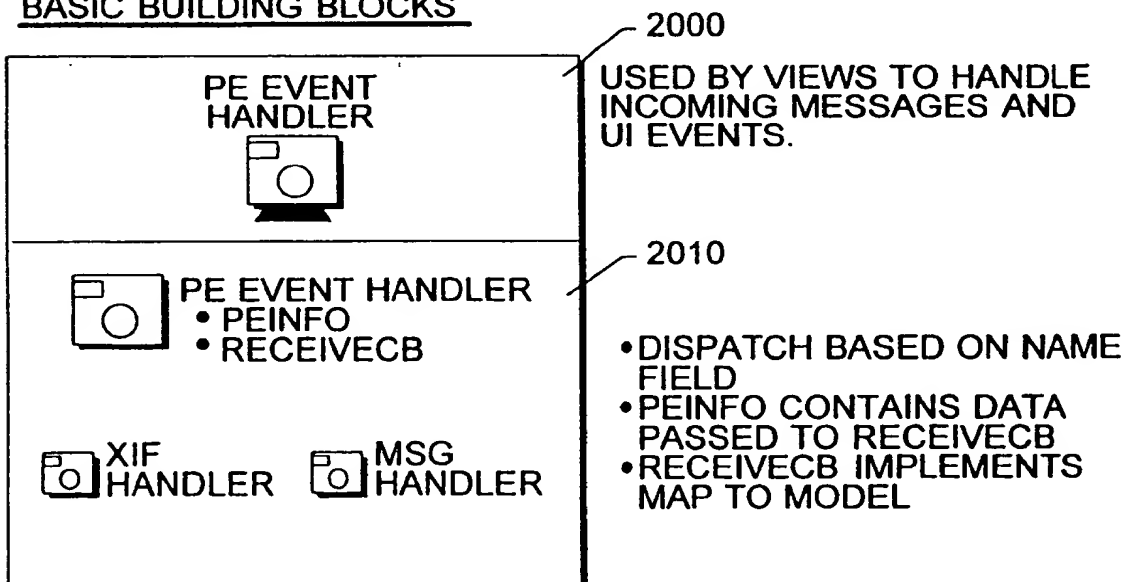 BASIC BUILDING BLOCKS
2000
PE EVENT
HANDLER
USED BY VIEWS TO HANDLE
INCOMING MESSAGES AND
UI EVENTS.
2010
PE EVENT HANDLER
• PEINFO
• RECEIVECB
•DISPATCH BASED ON NAME
FIELD
•PEINFO CONTAINS DATA
PASSED TO RECEIVECB
•RECEIVECB IMPLEMENTS
MAP TO MODEL
XIF
HANDLER
MSG
HANDLER